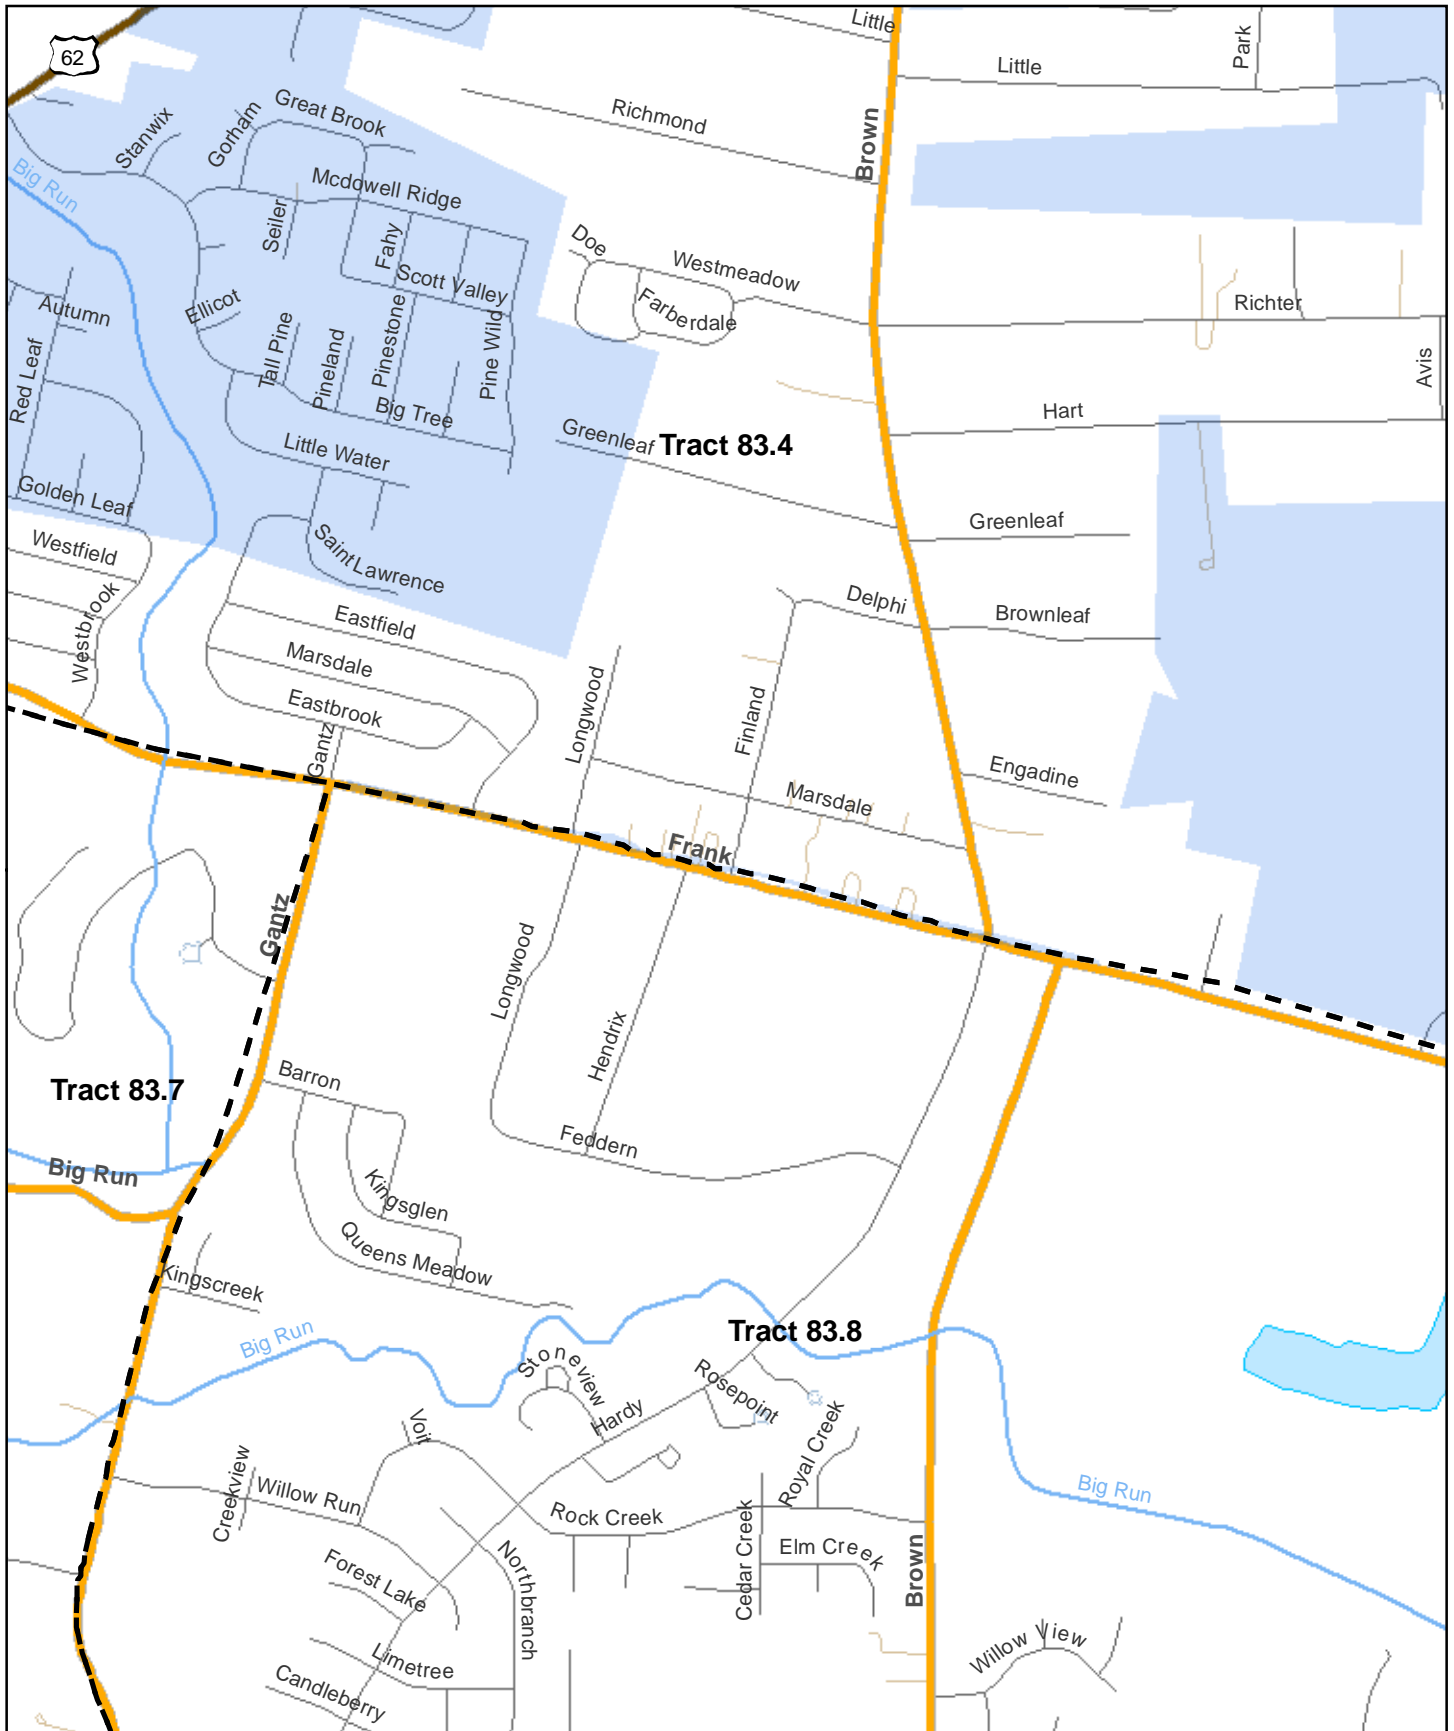 62
Little
Little
Park
Great Brook
Gorham
Stanwix
Richmond
Brown
Big Run
Mcdowell Ridge
Seiler
Fahy
Scott Valley
Doe
Westmeadow
Farberdale
Richter
Autumn
Ellicot
Tall Pine
Pineland
Pinestone
Pine Wild
Red Leaf
Avis
Big Tree
Hart
Greenleaf
Tract 83.4
Little Water
Golden Leaf
Greenleaf
Westfield
Saint Lawrence
Westbrook
Eastfield
Delphi
Brownleaf
Marsdale
Longwood
Finland
Eastbrook
Gantz
Engadine
Marsdale
Frank
Gantz
Longwood
Hendrix
Tract 83.7
Barron
Feddern
Big Run
Kingsglen
Queens Meadow
Kingscreek
Big Run
Tract 83.8
Stoneview
Rosepoint
Hardy
Voit
Royal Creek
Creekview
Willow Run
Big Run
Rock Creek
Cedar Creek
Elm Creek
Brown
Northbranch
Forest Lake
Willow View
Limetree
Candleberry